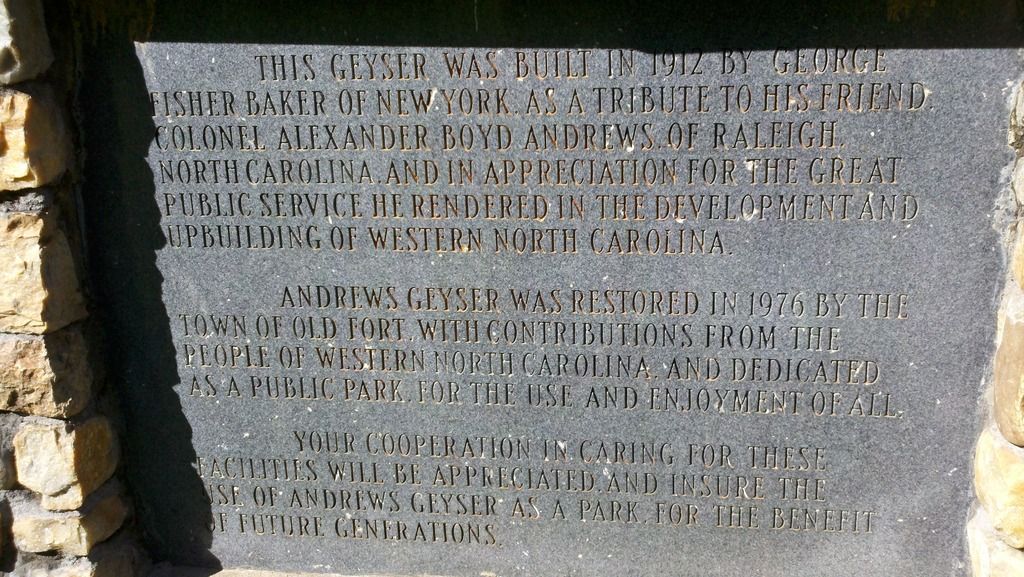 THIS GEYSER WAS BUILT IN 1912 BY GEORGE
FISHER BAKER OF NEW YORK, AS A TRIBUTE TO HIS FRIEND,
COLONEL ALEXANDER BOYD ANDREWS, OF RALEIGH,
NORTH CAROLINA, AND IN APPRECIATION FOR THE GREAT
PUBLIC SERVICE HE RENDERED IN THE DEVELOPMENT AND
UPBUILDING OF WESTERN NORTH CAROLINA.
ANDREWS GEYSER WAS RESTORED IN 1976 BY THE
TOWN OF OLD FORT, WITH CONTRIBUTIONS FROM THE
PEOPLE OF WESTERN NORTH CAROLINA, AND DEDICATED
AS A PUBLIC PARK, FOR THE USE AND ENJOYMENT OF ALL.
YOUR COOPERATION IN CARING FOR THESE
FACILITIES WILL BE APPRECIATED, AND INSURE THE
USE OF ANDREWS GEYSER AS A PARK, FOR THE BENEFIT
OF FUTURE GENERATIONS.